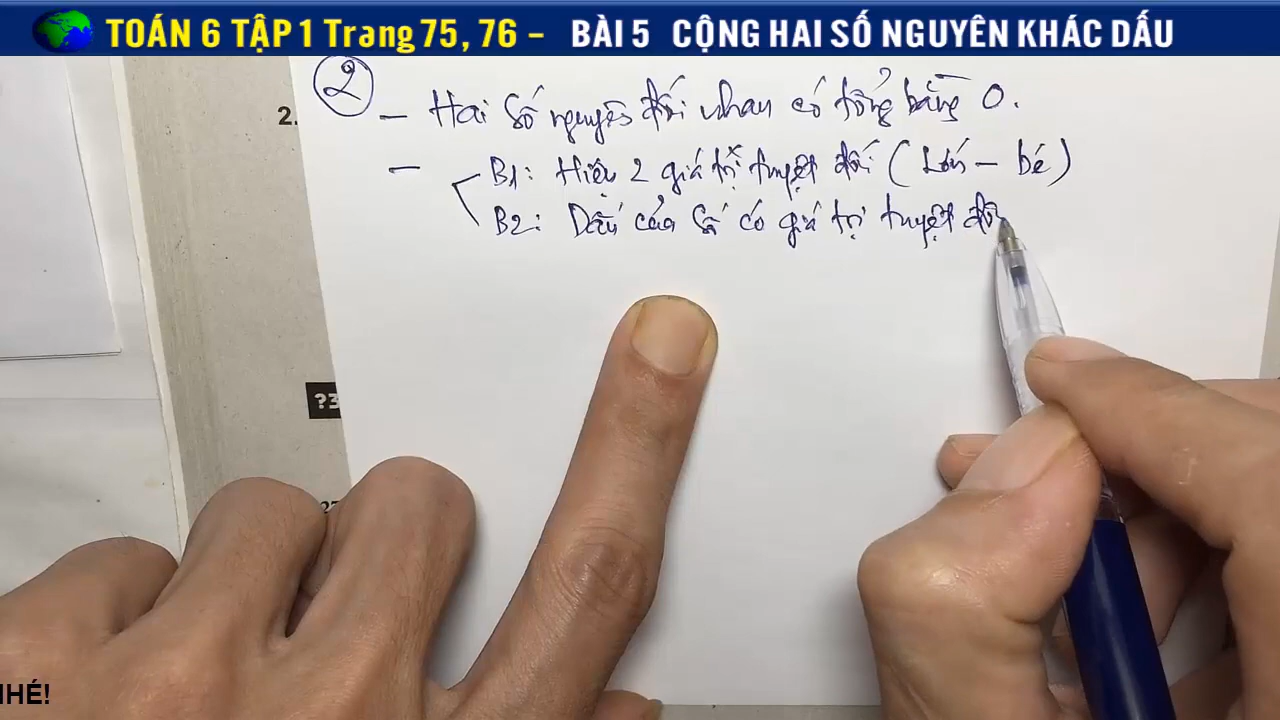 TOÁN 6 TẬP 1 Trang 75, 76 - BÀI 5 CỘNG HAI SỐ NGUYÊN KHÁC DẤU
2
2.
- Hai số nguyên đối nhau có tổng bằng 0.
- B1: Hiệu 2 giá trị tuyệt đối (Lớn - bé)
B2: Dấu của số có giá trị tuyệt đối
?3
NHÉ!